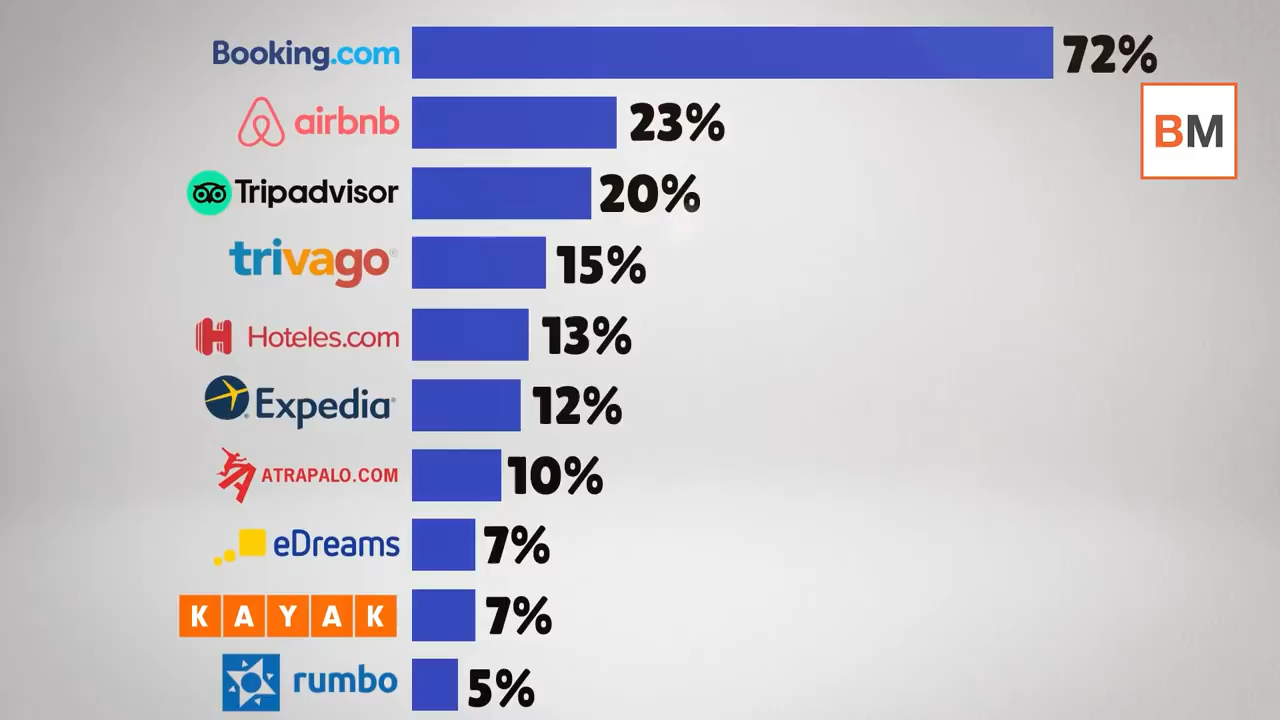 Booking.com 72%
airbnb 23%
BM
Tripadvisor 20%
trivago® 15%
Hoteles.com 13%
Expedia® 12%
ATRAPALO.COM 10%
eDreams 7%
KAYAK 7%
rumbo 5%